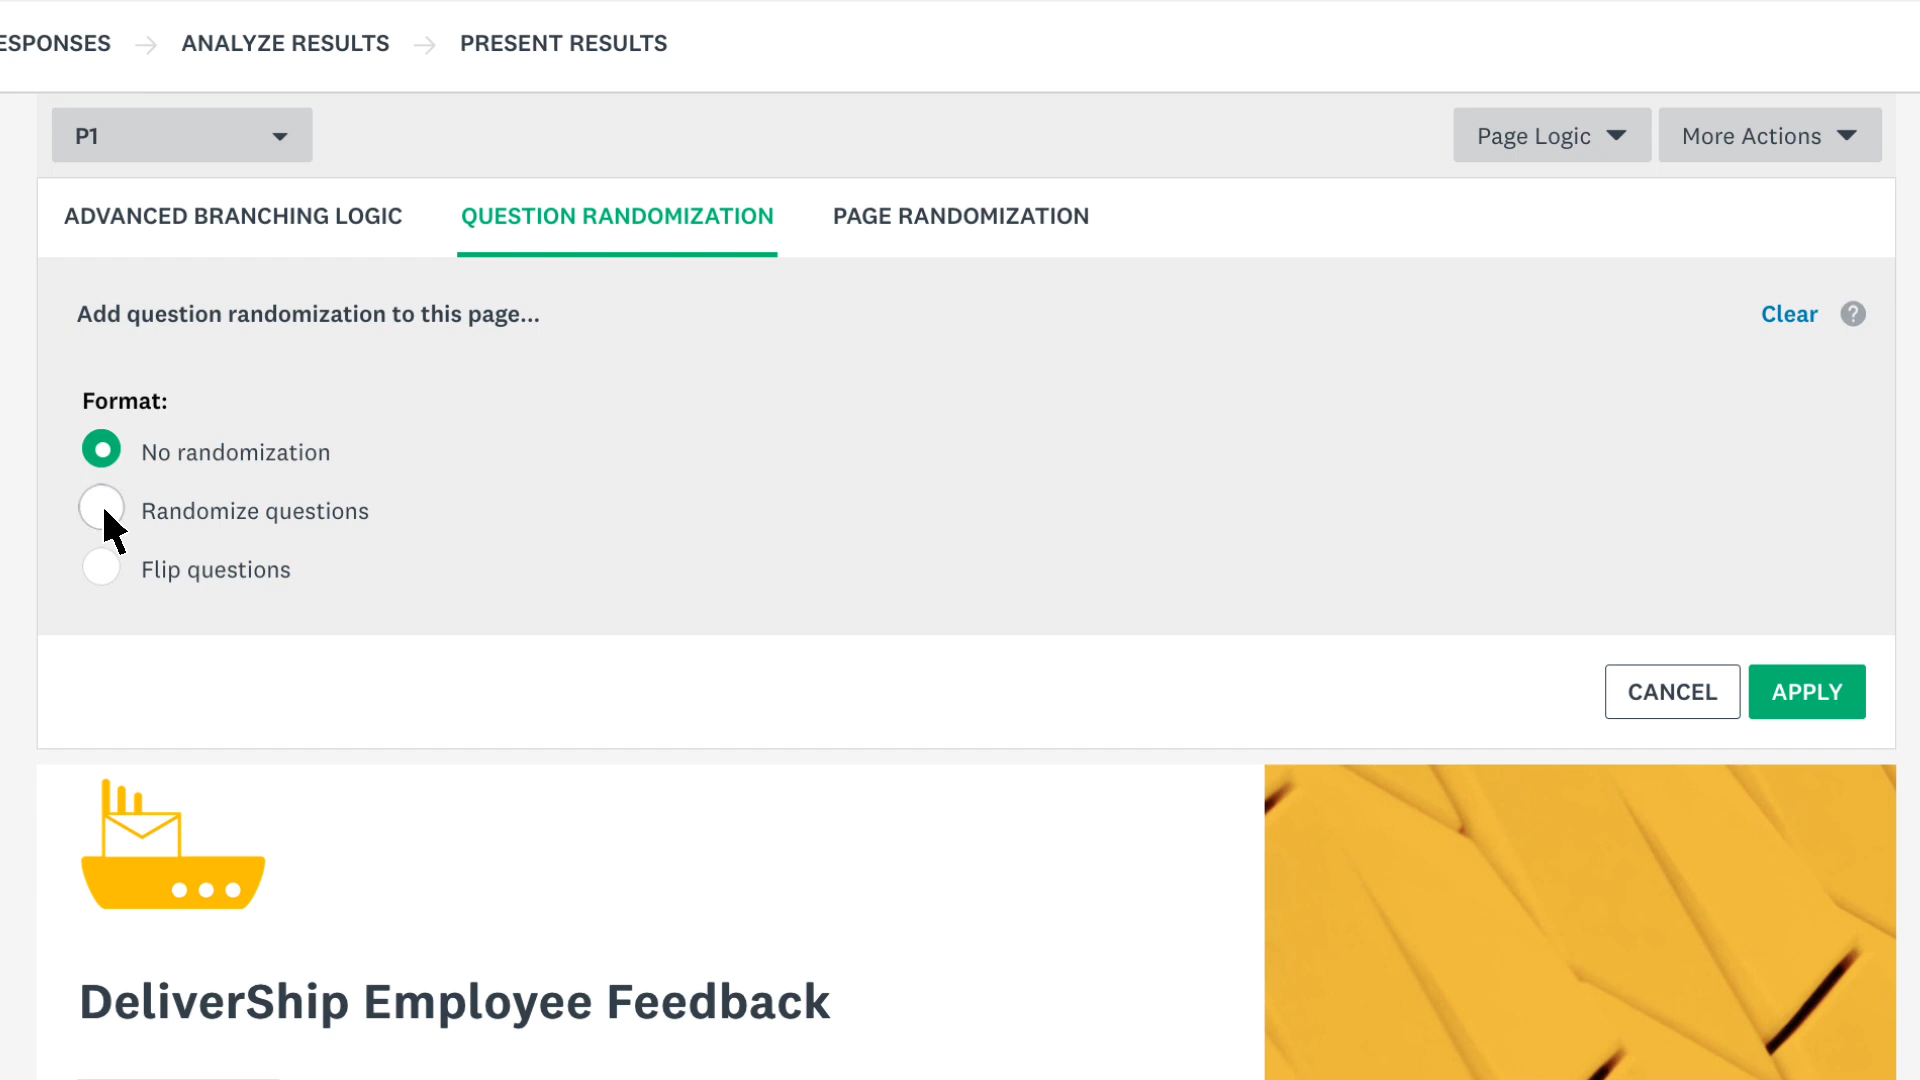 ESPONSES → ANALYZE RESULTS → PRESENT RESULTS
P1
Page Logic
More Actions
ADVANCED BRANCHING LOGIC
QUESTION RANDOMIZATION
PAGE RANDOMIZATION
Add question randomization to this page...
Clear ?
Format:
No randomization
Randomize questions
Flip questions
CANCEL
APPLY
DeliverShip Employee Feedback